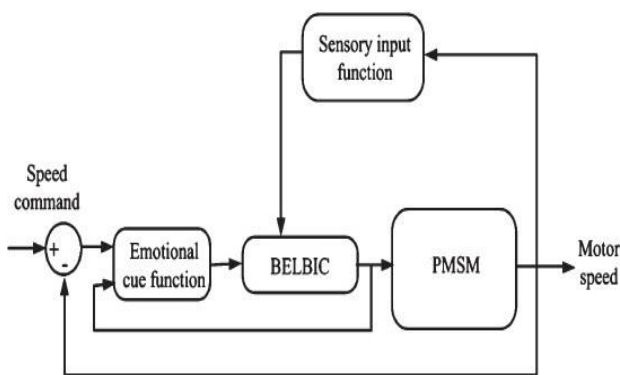 Sensory input
function
Speed
command
+
-
Emotional
cue function
BELBIC
PMSM
Motor
speed